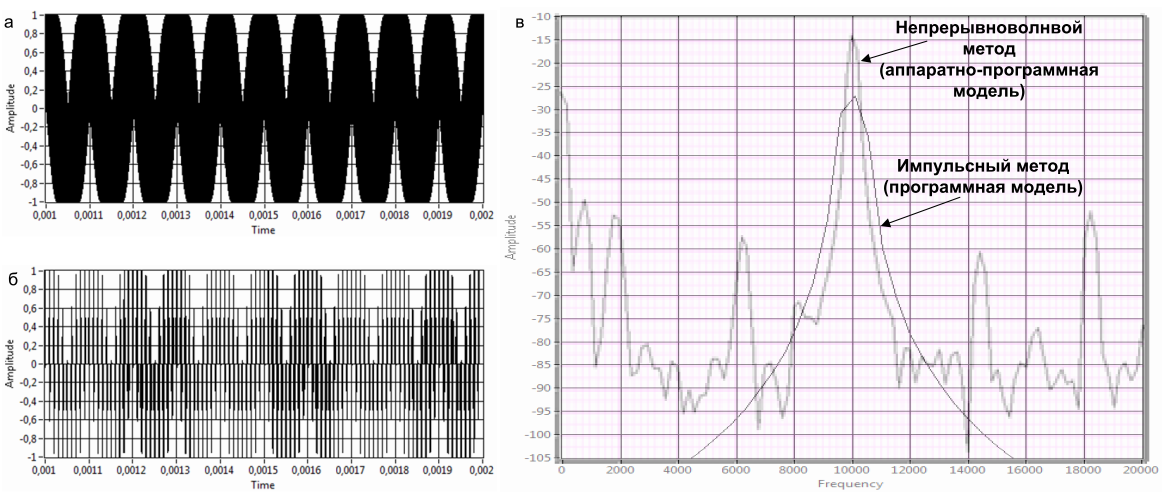 а
1
0,8
0,6
0,4
0,2
0
-0,2
-0,4
-0,6
-0,8
-1
Amplitude
0,001 0,0011 0,0012 0,0013 0,0014 0,0015 0,0016 0,0017 0,0018 0,0019 0,002
Time
б
1
0,8
0,6
0,4
0,2
0
-0,2
-0,4
-0,6
-0,8
-1
Amplitude
0,001 0,0011 0,0012 0,0013 0,0014 0,0015 0,0016 0,0017 0,0018 0,0019 0,002
Time
в
-10
-15
-20
-25
-30
-35
-40
-45
-50
-55
-60
-65
-70
-75
-80
-85
-90
-95
-100
-105
Amplitude
Непрерывноволнвой
метод
(аппаратно-программная
модель)
Импульсный метод
(программная модель)
0 2000 4000 6000 8000 10000 12000 14000 16000 18000 20000
Frequency